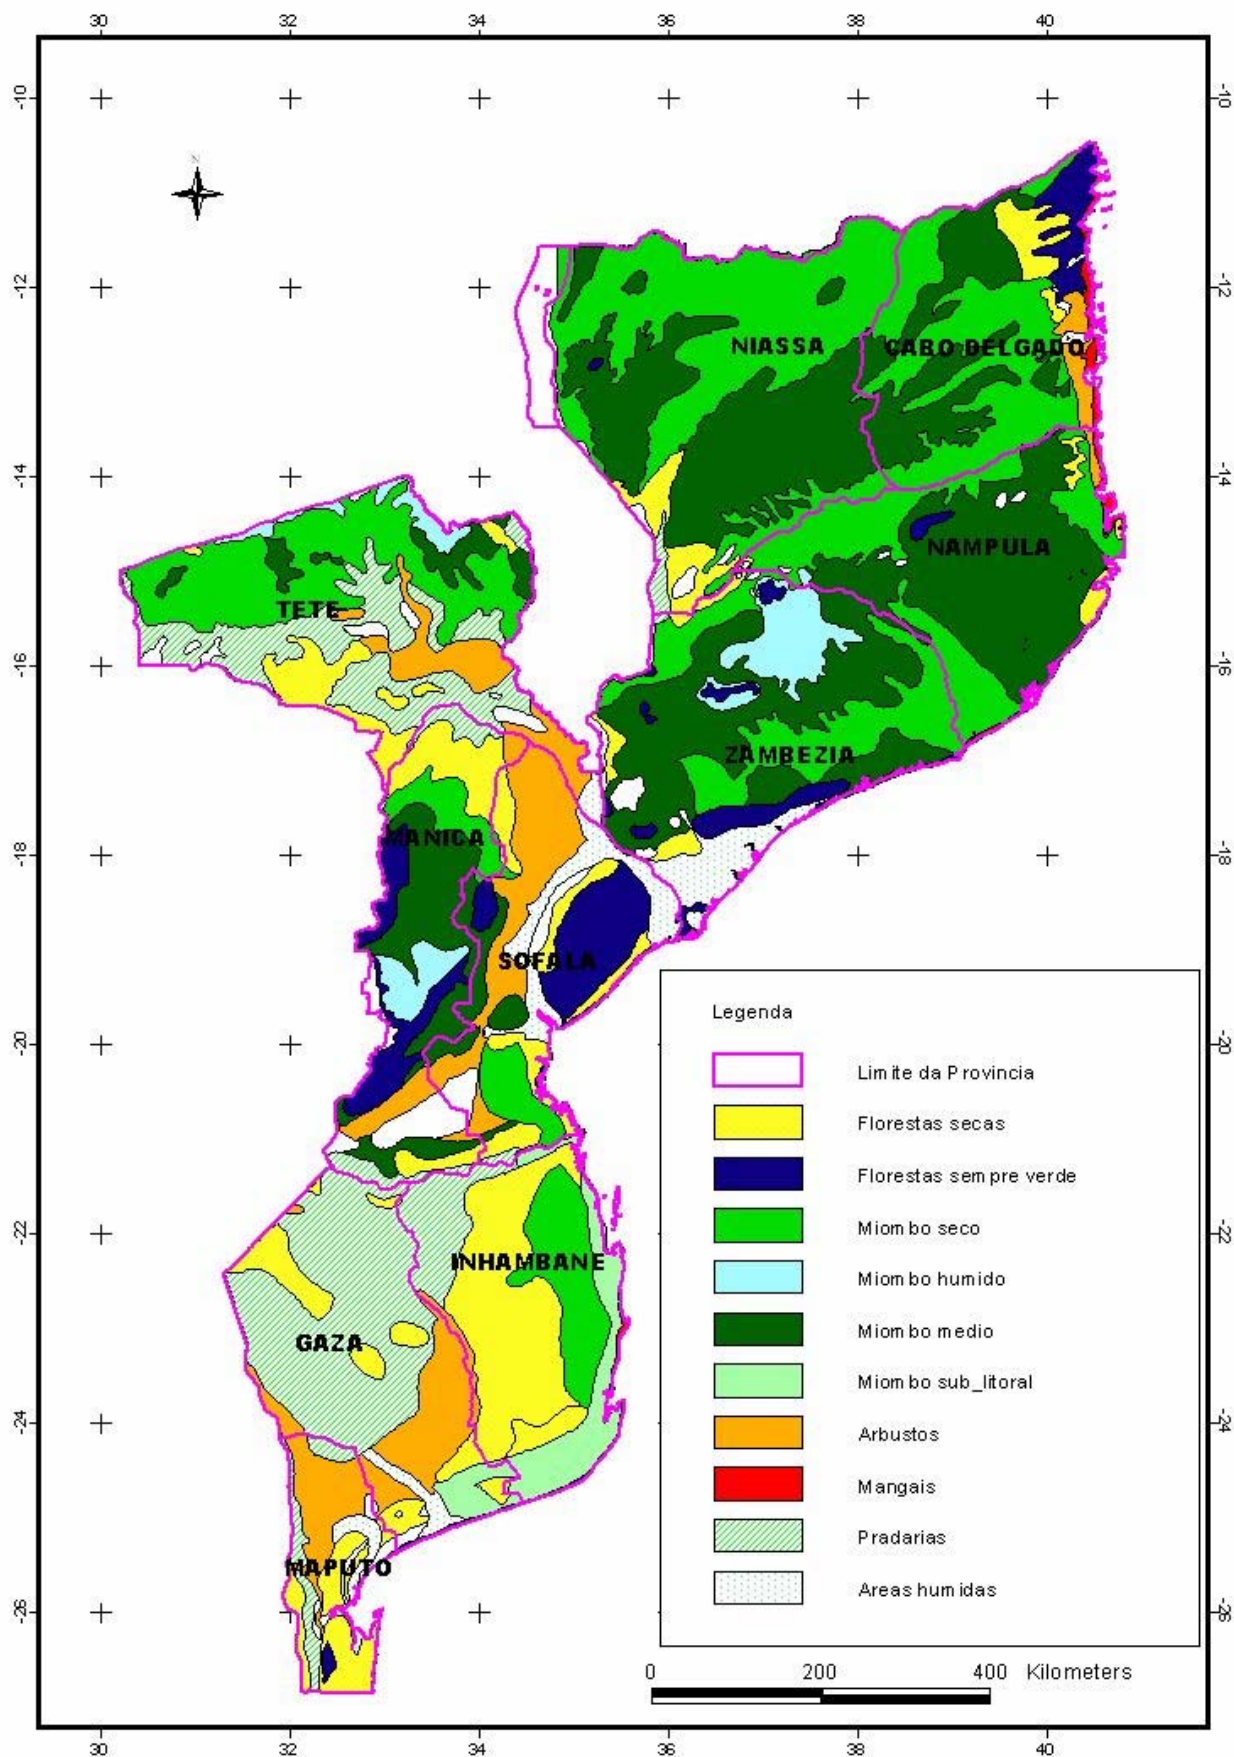 30 32 34 36 38 40
-10 -10
N
-12 -12
NIASSA CABO DELGADO
-14 -14
NAMPULA
TETE
-16 -16
ZAMBEZIA
MANICA
-18 -18
SOFALA
Legenda
-20 -20
Limite da Provincia
Florestas secas
Florestas sempre verde
Miombo seco
-22 -22
INHAMBANE
Miombo humido
GAZA
Miombo medio
Miombo sub_litoral
-24 -24
Arbustos
Mangais
Pradarias
MAPUTO
Areas humidas
-26 -26
0 200 400 Kilometers
30 32 34 36 38 40